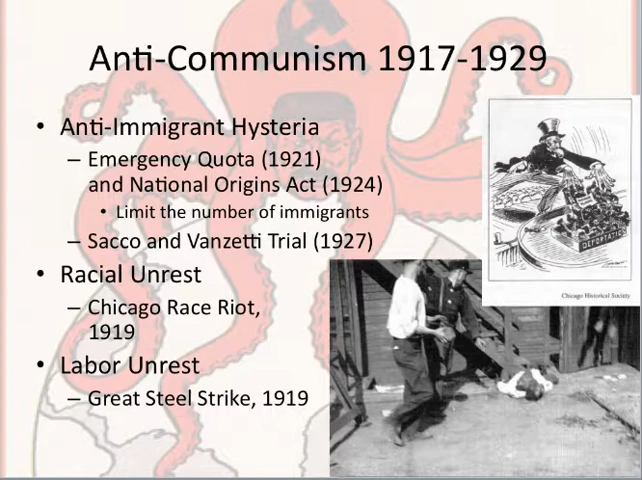 Anti-Communism 1917-1929
• Anti-Immigrant Hysteria
– Emergency Quota (1921)
and National Origins Act (1924)
• Limit the number of immigrants
– Sacco and Vanzetti Trial (1927)
• Racial Unrest
– Chicago Race Riot,
1919
• Labor Unrest
– Great Steel Strike, 1919
DEPORTATION
Chicago Historical Society